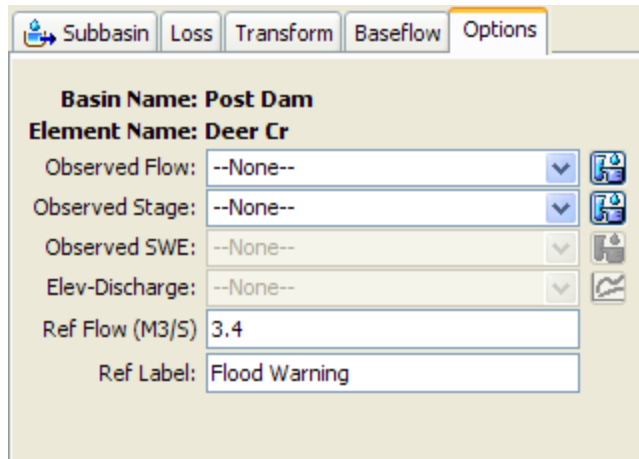 Subbasin Loss Transform Baseflow Options
Basin Name: Post Dam
Element Name: Deer Cr
Observed Flow: --None--
Observed Stage: --None--
Observed SWE: --None--
Elev-Discharge: --None--
Ref Flow (M3/S) 3.4
Ref Label: Flood Warning